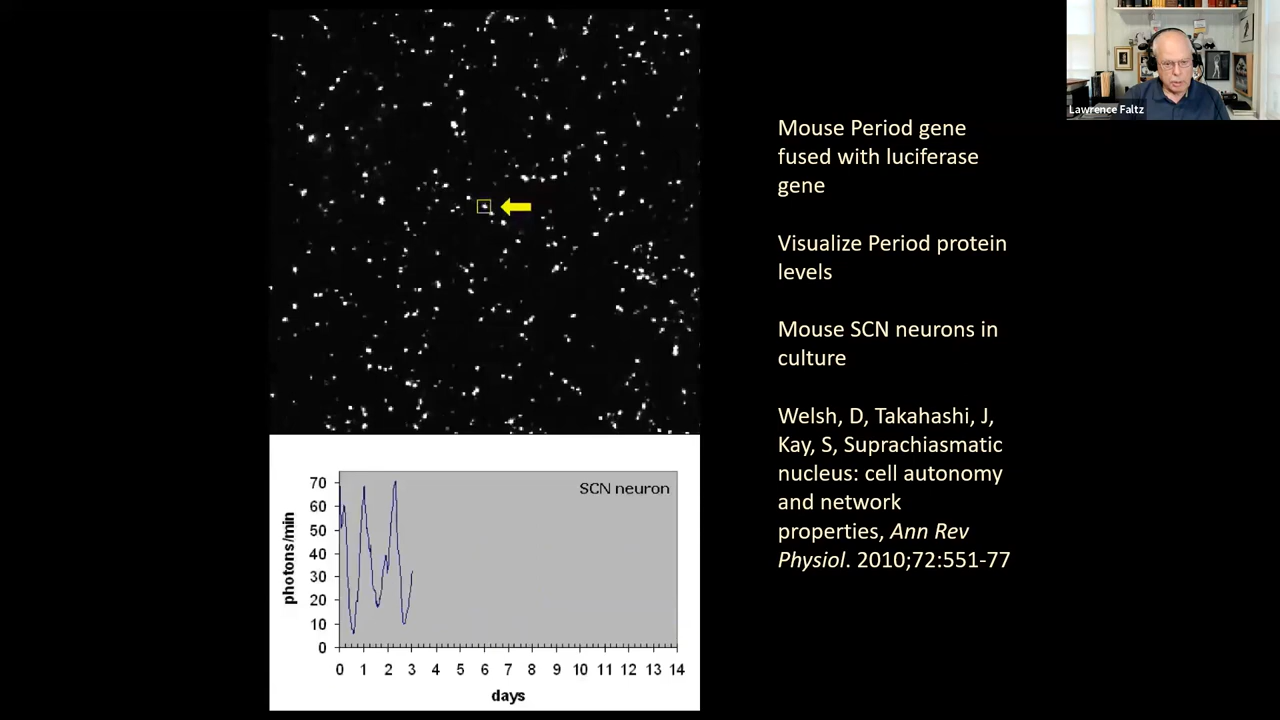 Lawrence Faltz
Mouse Period gene
fused with luciferase
gene
Visualize Period protein
levels
Mouse SCN neurons in
culture
Welsh, D, Takahashi, J,
Kay, S, Suprachiasmatic
nucleus: cell autonomy
and network
properties, Ann Rev
Physiol. 2010;72:551-77
SCN neuron
photons/min
70
60
50
40
30
20
10
0
0 1 2 3 4 5 6 7 8 9 10 11 12 13 14
days